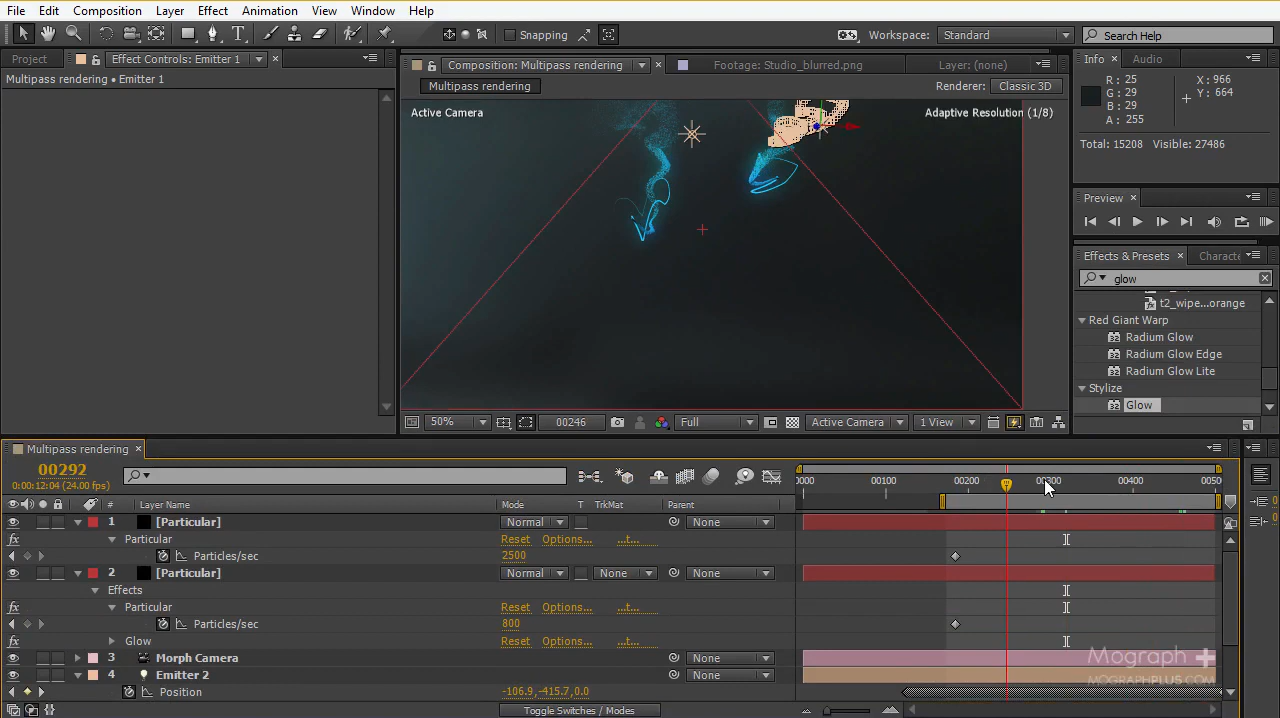 File Edit Composition Layer Effect Animation View Window Help
Snapping Workspace: Standard Search Help
Project Effect Controls: Emitter 1 Composition: Multipass rendering Footage: Studio_blurred.png Layer: (none) Info Audio
Multipass rendering • Emitter 1
Multipass rendering Renderer: Classic 3D
Active Camera Adaptive Resolution (1/8)
R: 25 X: 966
G: 29 Y: 664
B: 29
A: 255
Total: 15208 Visible: 27486
Preview
Effects & Presets Characte
glow
t2_wipe...orange
Red Giant Warp
Radium Glow
Radium Glow Edge
Radium Glow Lite
Stylize
Glow
50% 00246 Full Active Camera 1 View
Multipass rendering
00292
0:00:12:04 (24.00 fps)
0000 00100 00200 00300 00400 0050
# Layer Name Mode T TrkMat Parent
1 [Particular] Normal None
fx Particular Reset Options... ...t...
Particles/sec 2500
2 [Particular] Normal None None
Effects
fx Particular Reset Options... ...t...
Particles/sec 800
fx Glow Reset Options... ...t...
3 Morph Camera None
4 Emitter 2 None
Position -106.9,-415.7,0.0
Toggle Switches / Modes
Mograph +
MOGRAPHPLUS.COM